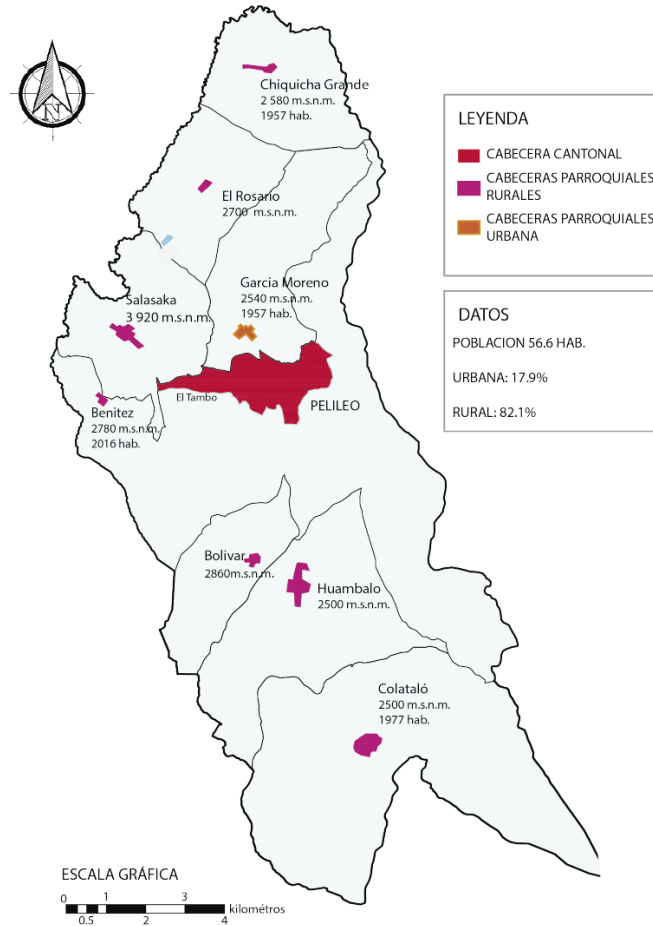 N
Chiquicha Grande
2 580 m.s.n.m.
1957 hab.
El Rosario
2700 m.s.n.m.
Salasaka
3 920 m.s.n.m.
Garcia Moreno
2540 m.s.n.m.
1957 hab.
El Tambo
PELILEO
Benitez
2780 m.s.n.m.
2016 hab.
Bolivar
2860m.s.n.m.
Huambalo
2500 m.s.n.m.
Colataló
2500 m.s.n.m.
1977 hab.
LEYENDA
CABECERA CANTONAL
CABECERAS PARROQUIALES
RURALES
CABECERAS PARROQUIALES
URBANA
DATOS
POBLACION 56.6 HAB.
URBANA: 17.9%
RURAL: 82.1%
ESCALA GRÁFICA
0 1 3
kilométros
0.5 2 4